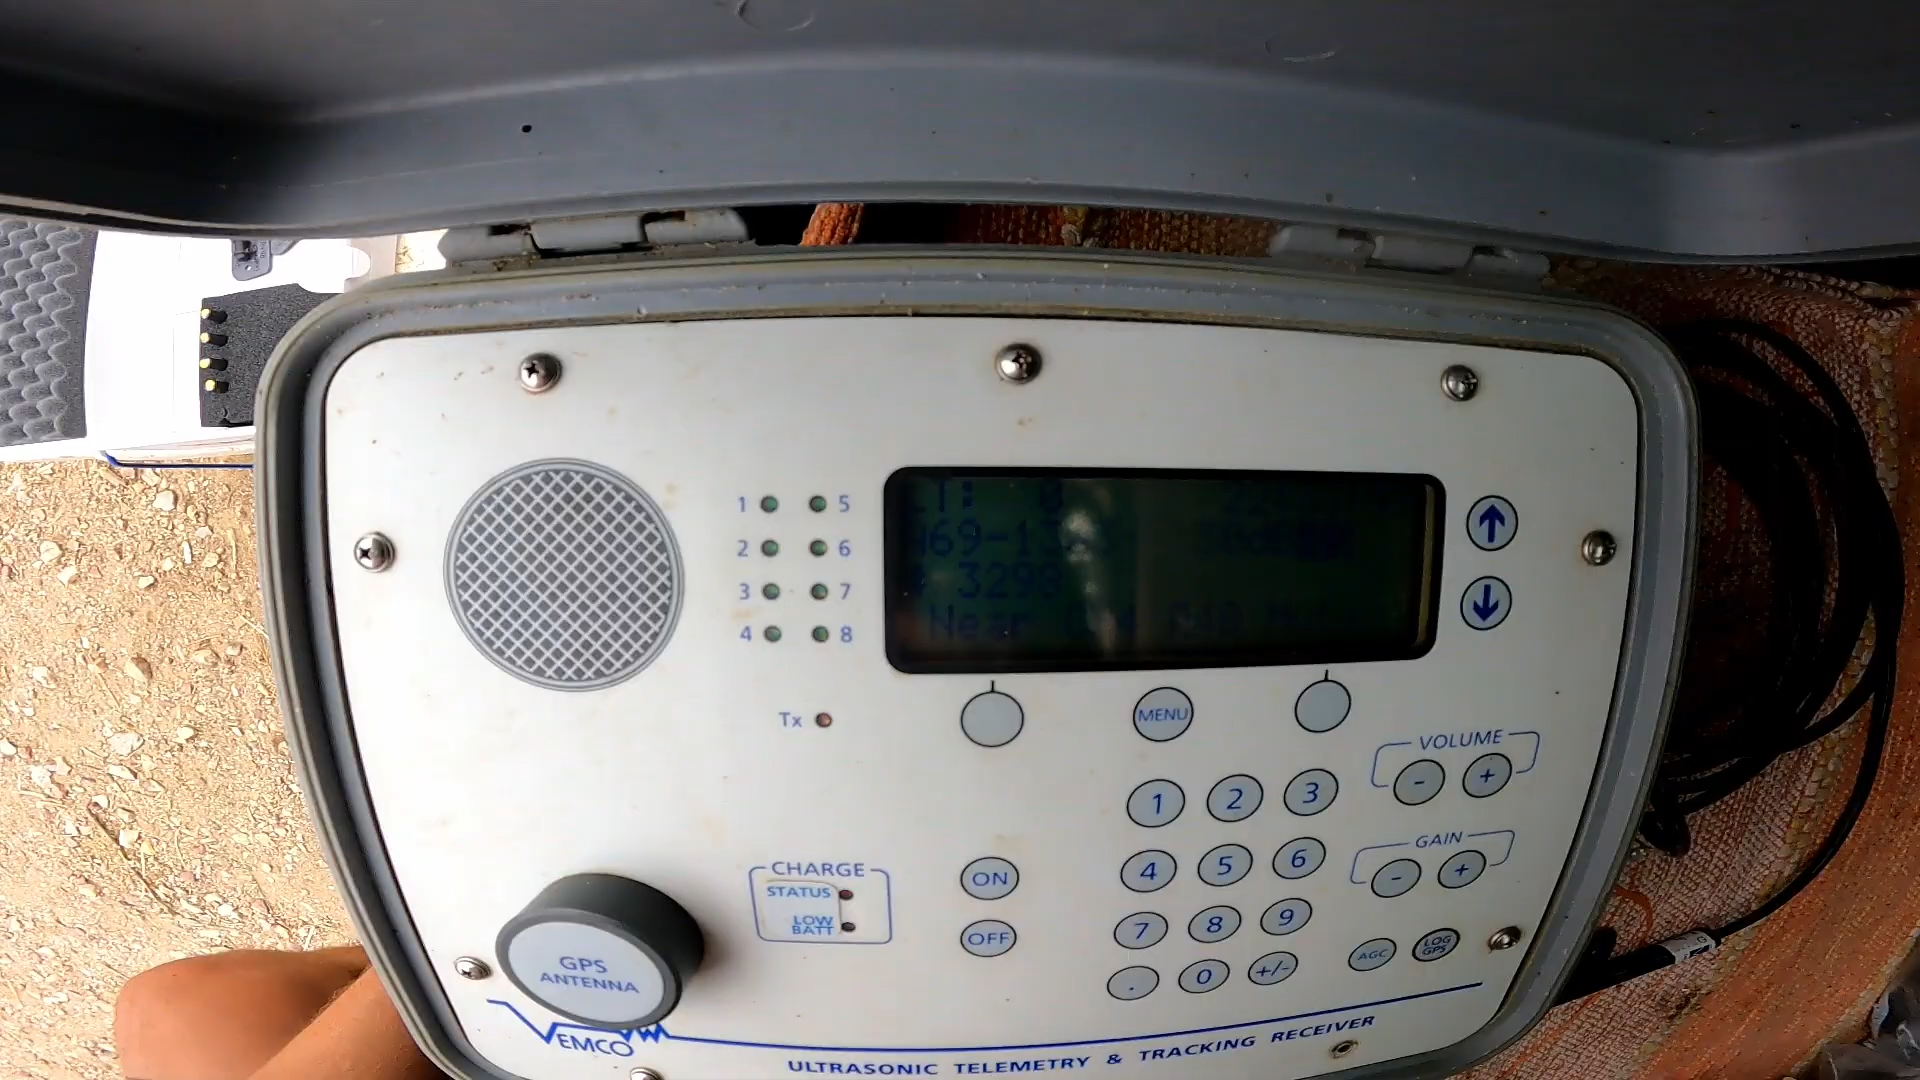 1 5
2 6
3 7
4 8
Tx
3298
Near
MENU
VOLUME
- +
GAIN
- +
1 2 3
4 5 6
7 8 9
. 0 +/-
AGC
LOG
GPS
CHARGE
STATUS
LOW
BATT
ON
OFF
GPS
ANTENNA
VEMCO
ULTRASONIC TELEMETRY & TRACKING RECEIVER